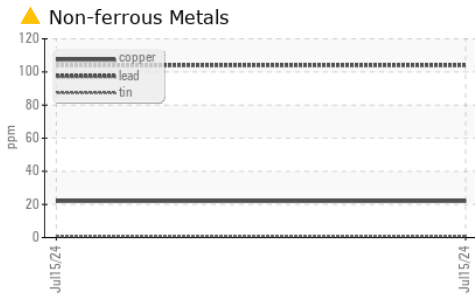 Non-ferrous Metals
120
100
80
60
40
20
0
ppm
copper
lead
tin
Jul15/24
Jul15/24